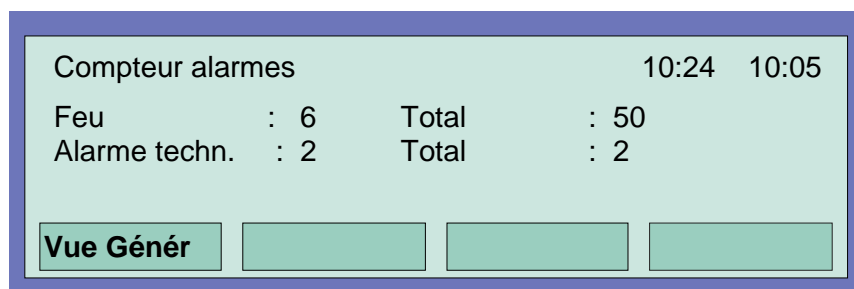 Compteur alarmes 10:24 10:05
Feu : 6 Total : 50
Alarme techn. : 2 Total : 2
Vue Génér